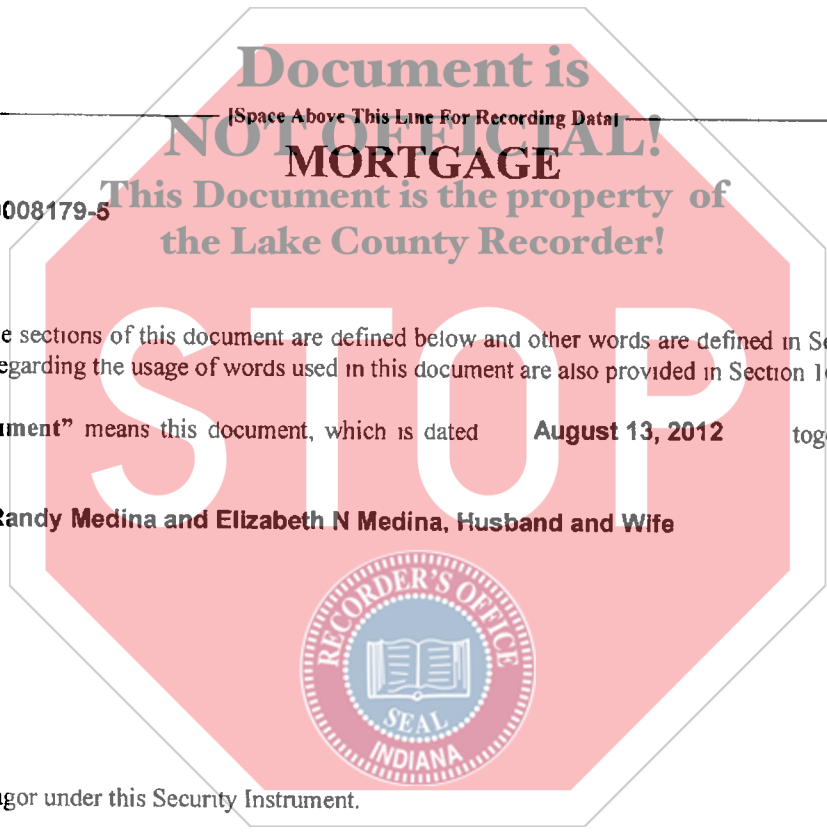 Document is
[Space Above This Line For Recording Data]
NOT OFFICIAL!
MORTGAGE
This Document is the property of
008179-5
the Lake County Recorder!
e sections of this document are defined below and other words are defined in Se
egarding the usage of words used in this document are also provided in Section 1
ument” means this document, which is dated August 13, 2012 tog
STOP
Randy Medina and Elizabeth N Medina, Husband and Wife
RECORDER'S OFFICE
SEAL
INDIANA
agor under this Security Instrument.